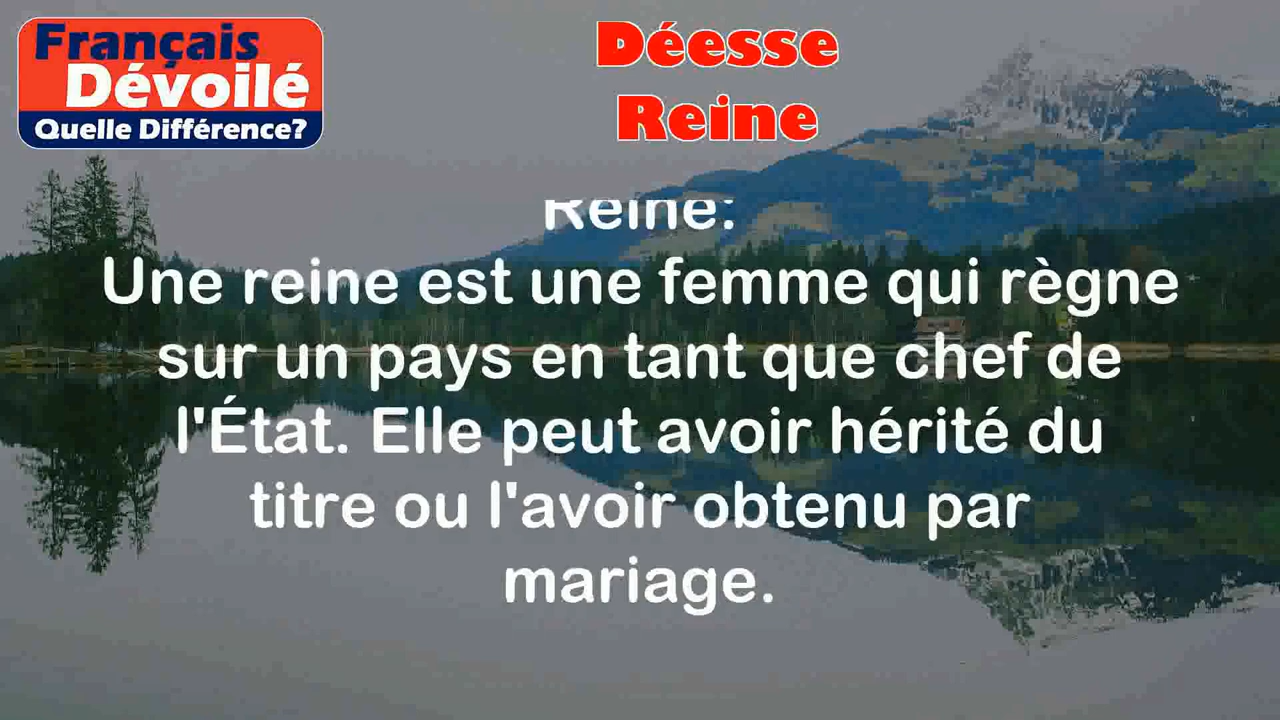 Français
Dévoilé
Quelle Différence?
Déesse
Reine
Reine:
Une reine est une femme qui règne
sur un pays en tant que chef de
l'État. Elle peut avoir hérité du
titre ou l'avoir obtenu par
mariage.